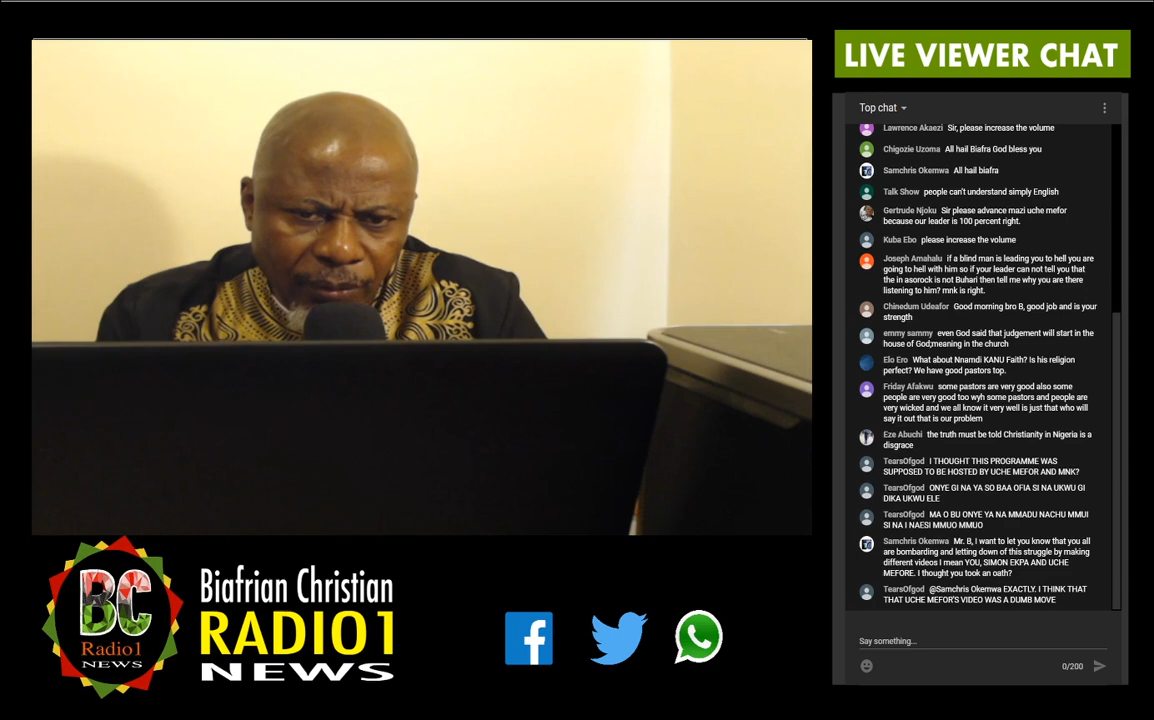 LIVE VIEWER CHAT
Top chat
Lawrence Akaezi Sir, please increase the volume
Chigozie Uzoma All hail Biafra God bless you
Samchris Okemwa All hail biafra
Talk Show people can't understand simply English
Gertrude Njoku Sir please advance mazi uche mefor
because our leader is 100 percent right.
Kuba Ebo please increase the volume
Joseph Amahalu if a blind man is leading you to hell you are
going to hell with him so if your leader can not tell you that
the in asorock is not Buhari then tell me why you are there
listening to him? mnk is right.
Chinedum Udeafor Good morning bro B, good job and is your
strength
emmy sammy even God said that judgement will start in the
house of God;meaning in the church
Elo Ero What about Nnamdi KANU Faith? Is his religion
perfect? We have good pastors top.
Friday Afakwu some pastors are very good also some
people are very good too wyh some pastors and people are
very wicked and we all know it very well is just that who will
say it out that is our problem
Eze Abuchi the truth must be told Christianity in Nigeria is a
disgrace
TearsOfgod I THOUGHT THIS PROGRAMME WAS
SUPPOSED TO BE HOSTED BY UCHE MEFOR AND MNK?
TearsOfgod ONYE GI NA YA SO BAA OFIA SI NA UKWU GI
DIKA UKWU ELE
TearsOfgod MA O BU ONYE YA NA MMADU NACHU MMUI
SI NA I NAESI MMUO MMUO
Samchris Okemwa Mr. B, I want to let you know that you all
are bombarding and letting down of this struggle by making
different videos I mean YOU, SIMON EKPA AND UCHE
MEFORE. I thought you took an oath?
TearsOfgod @Samchris Okemwa EXACTLY. I THINK THAT
THAT UCHE MEFOR'S VIDEO WAS A DUMB MOVE
Say something...
0/200
BC
Radio1
NEWS
Biafrian Christian
RADIO1
NEWS